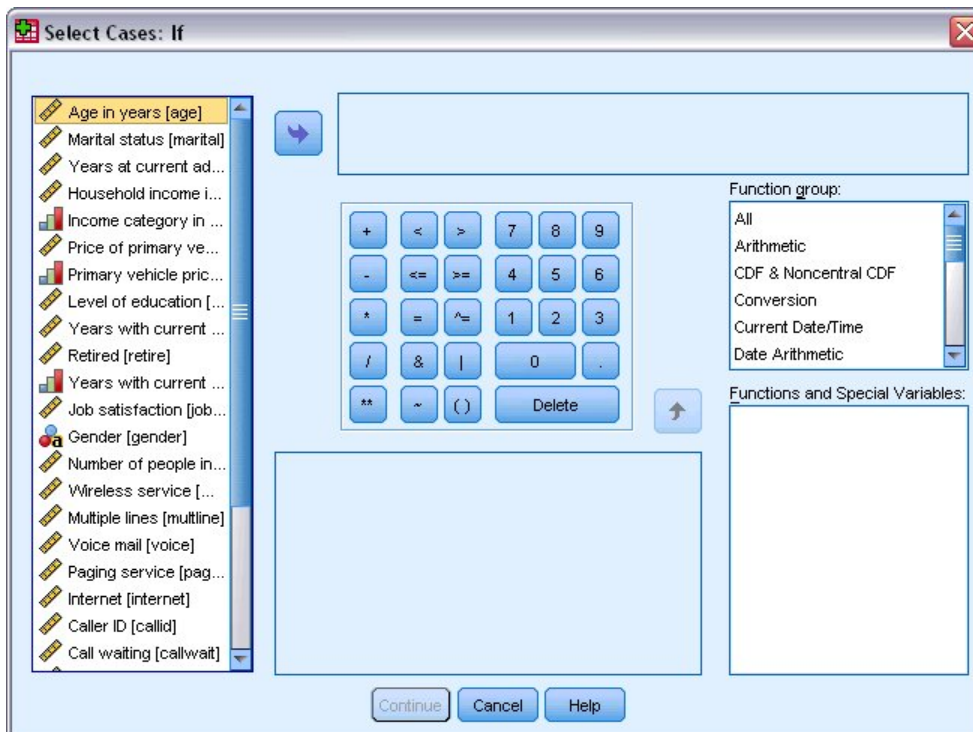 Select Cases: If
Age in years [age]
Marital status [marital]
Years at current ad...
Household income i...
Income category in ...
Price of primary ve...
Primary vehicle pric...
Level of education [...
Years with current ...
Retired [retire]
Years with current ...
Job satisfaction [job...
Gender [gender]
Number of people in...
Wireless service [...
Multiple lines [multline]
Voice mail [voice]
Paging service [pag...
Internet [internet]
Caller ID [callid]
Call waiting [callwait]
+ < > 7 8 9
- <= >= 4 5 6
* = ^= 1 2 3
/ & | 0 .
** ~ ( ) Delete
Function group:
All
Arithmetic
CDF & Noncentral CDF
Conversion
Current Date/Time
Date Arithmetic
Functions and Special Variables:
Continue Cancel Help